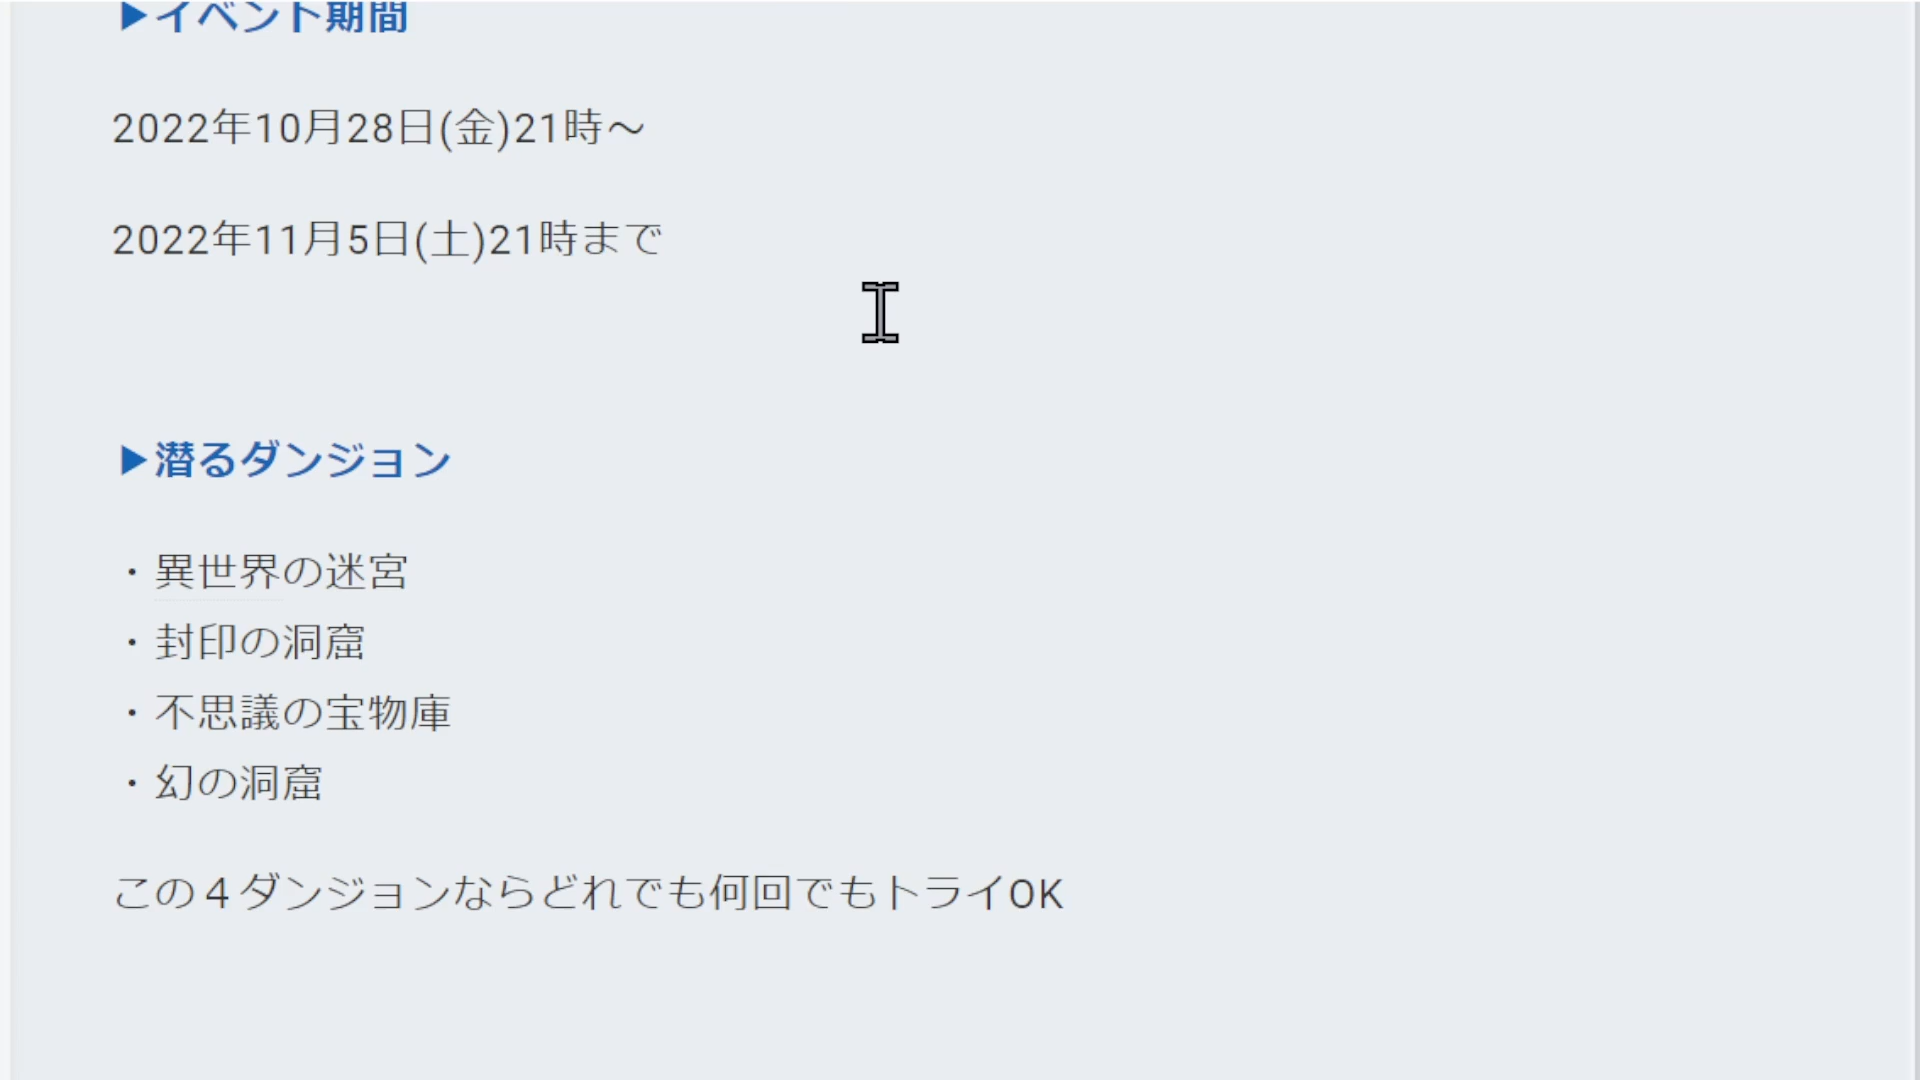 ▶イベント期間
2022年10月28日(金)21時～
2022年11月5日(土)21時まで
▶潜るダンジョン
・異世界の迷宮
・封印の洞窟
・不思議の宝物庫
・幻の洞窟
この４ダンジョンならどれでも何回でもトライOK